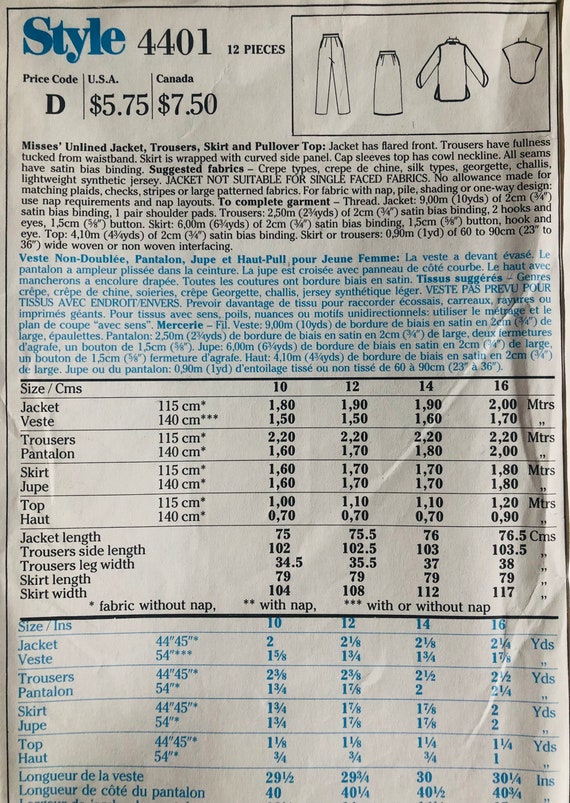 Style 4401 12 PIECES
Price Code U.S.A. Canada
D $5.75 $7.50
Misses' Unlined Jacket, Trousers, Skirt and Pullover Top: Jacket has flared front. Trousers have fullness
tucked from waistband. Skirt is wrapped with curved side panel. Cap sleeves top has cowl neckline. All seams
have satin bias binding. Suggested fabrics – Crepe types, crepe de chine, silk types, georgette, challis,
lightweight synthetic jersey. JACKET NOT SUITABLE FOR SINGLE FACED FABRICS. No allowance made for
matching plaids, checks, stripes or large patterned fabrics. For fabric with nap, pile, shading or one-way design:
use nap requirements and nap layouts. To complete garment – Thread. Jacket: 9,00m (10yds) of 2cm (¾")
satin bias binding, 1 pair shoulder pads. Trousers: 2,50m (2¾yds) of 2cm (¾") satin bias binding, 2 hooks and
eyes, 1,5cm (⅝") button. Skirt: 6,00m (6¾yds) of 2cm (¾") satin bias binding, 1,5cm (⅝") button, hook and
eye. Top: 4,10m (4¾yds) of 2cm (¾") satin bias binding. Skirt or trousers: 0,90m (1yd) of 60 to 90cm (23" to
36") wide woven or non woven interfacing.
Veste Non-Doublée, Pantalon, Jupe et Haut-Pull pour Jeune Femme: La veste a devant évasé. Le
pantalon a ampleur plissée dans la ceinture. La jupe est croisée avec panneau de côté courbe. Le haut avec
mancherons a encolure drapée. Toutes les coutures ont bordure biais en satin. Tissus suggérés – Genres
crêpe, crêpe de chine, soieries, crêpe Georgette, challis, jersey synthétique léger. VESTE PAS PREVU POUR
TISSUS AVEC ENDROIT/ENVERS. Prevoir davantage de tissu pour raccorder écossais, carreaux, rayures ou
imprimés géants. Pour tissus avec sens, poils, nuances ou motifs unidirectionnels: utiliser le métrage et le
plan de coupe "avec sens". Mercerie – Fil. Veste: 9,00m (10yds) de bordure de biais en satin en 2cm (¾") de
large, épaulettes. Pantalon: 2,50m (2¾yds) de bordure de biais en satin en 2cm (¾") de large, deux fermetures
d'agrafe, un bouton de 1,5cm (⅝"). Jupe: 6,00m (6¾yds) de bordure de biais en satin en 2cm (¾") de large,
un bouton de 1,5cm (⅝") fermeture d'agrafe. Haut: 4,10m (4¾yds) de bordure de biais en satin en 2cm (¾")
de large. Jupe ou du pantalon: 0,90m (1yd) d'entoilage tissé ou non tissé de 60 à 90cm (23" à 36").
Size / Cms 10 12 14 16
Jacket 115 cm* 1,80 1,90 1,90 2,00 Mtrs
Veste 140 cm*** 1,50 1,50 1,60 1,70 ,,
Trousers 115 cm* 2,20 2,20 2,20 2,20 Mtrs
Pantalon 140 cm* 1,60 1,70 1,80 2,00 ,,
Skirt 115 cm* 1,60 1,70 1,70 1,80 Mtrs
Jupe 140 cm* 1,60 1,70 1,70 1,80 ,,
Top 115 cm* 1,00 1,10 1,10 1,20 Mtrs
Haut 140 cm* 0,70 0,70 0,70 0,90 ,,
Jacket length 75 75.5 76 76.5 Cms
Trousers side length 102 102.5 103 103.5 ,,
Trousers leg width 34.5 35.5 37 38 ,,
Skirt length 79 79 79 79 ,,
Skirt width 104 108 112 117 ,,
* fabric without nap, ** with nap, *** with or without nap
Size / Ins 10 12 14 16
Jacket 44"45"* 2 2⅛ 2⅛ 2¼ Yds
Veste 54"*** 1⅝ 1¾ 1¾ 1⅞ ,,
Trousers 44"45"* 2⅜ 2⅜ 2½ 2½ Yds
Pantalon 54"* 1¾ 1⅞ 2 2¼ ,,
Skirt 44"45"* 1¾ 1⅞ 1⅞ 2 Yds
Jupe 54"* 1¾ 1⅞ 1⅞ 2 ,,
Top 44"45"* 1⅛ 1⅛ 1¼ 1¼ Yds
Haut 54"* ¾ ¾ ¾ 1 ,,
Longueur de la veste 29½ 29¾ 30 30¼ Ins
Longueur de côté du pantalon 40 40¼ 40½ 40¾ ,,